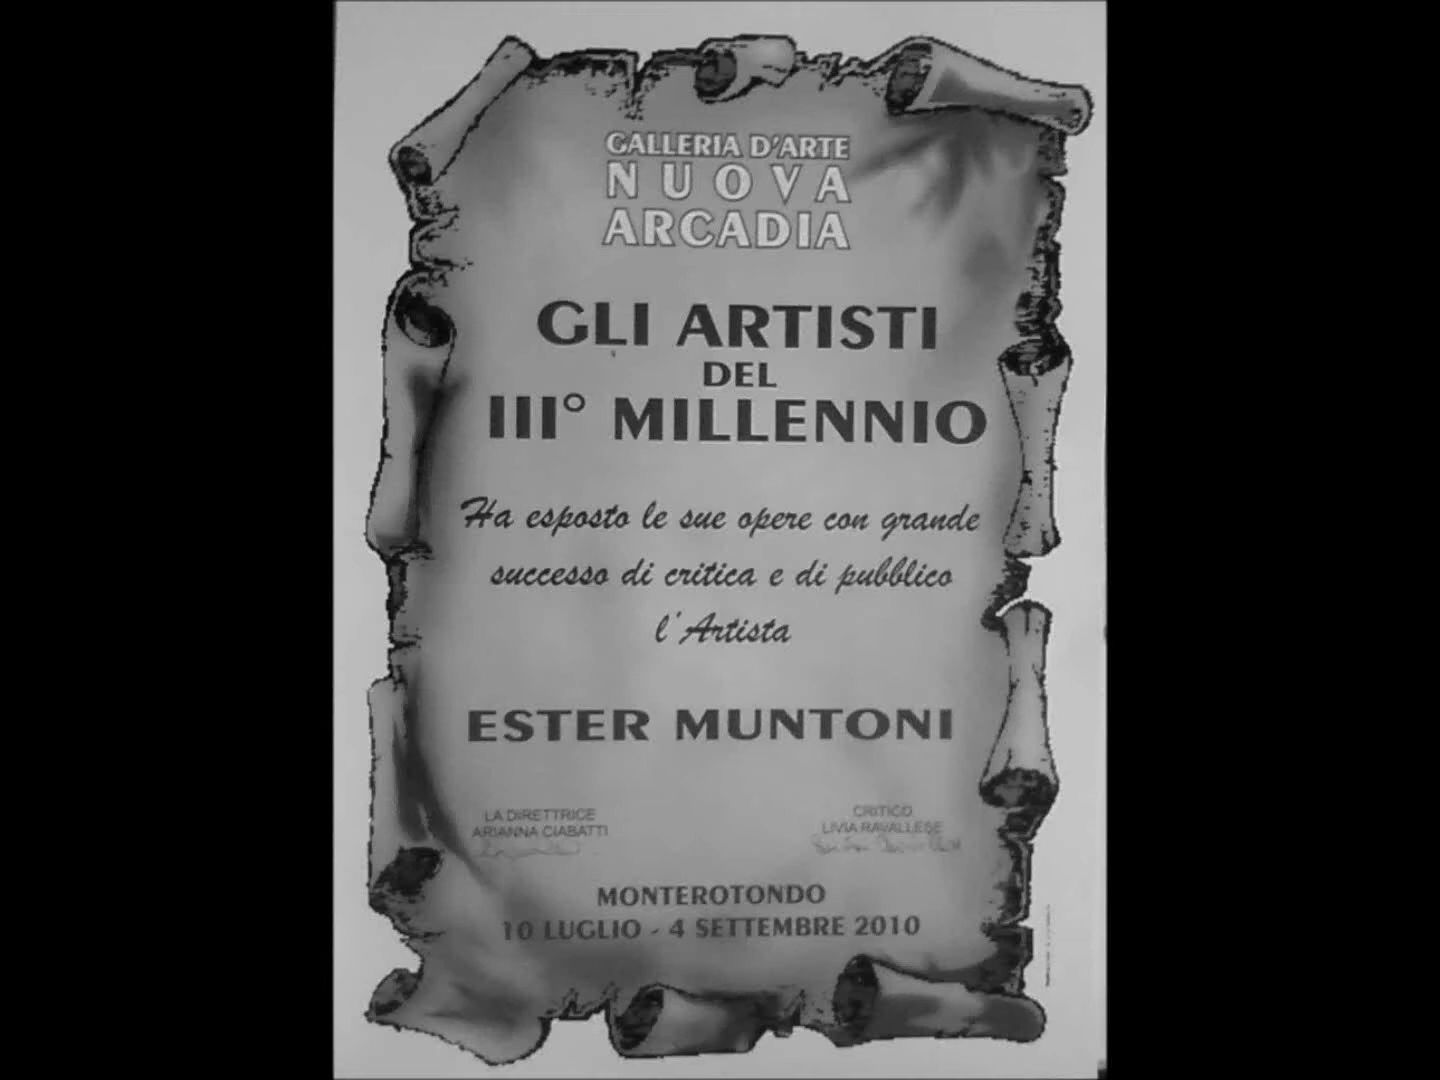 GALLERIA D'ARTE
NUOVA
ARCADIA
GLI ARTISTI
DEL
III° MILLENNIO
Ha esposto le sue opere con grande
successo di critica e di pubblico
l'Artista
ESTER MUNTONI
LA DIRETTRICE
ARIANNA CIABATTI
CRITICO
LIVIA RAVALLESE
MONTEROTONDO
10 LUGLIO - 4 SETTEMBRE 2010